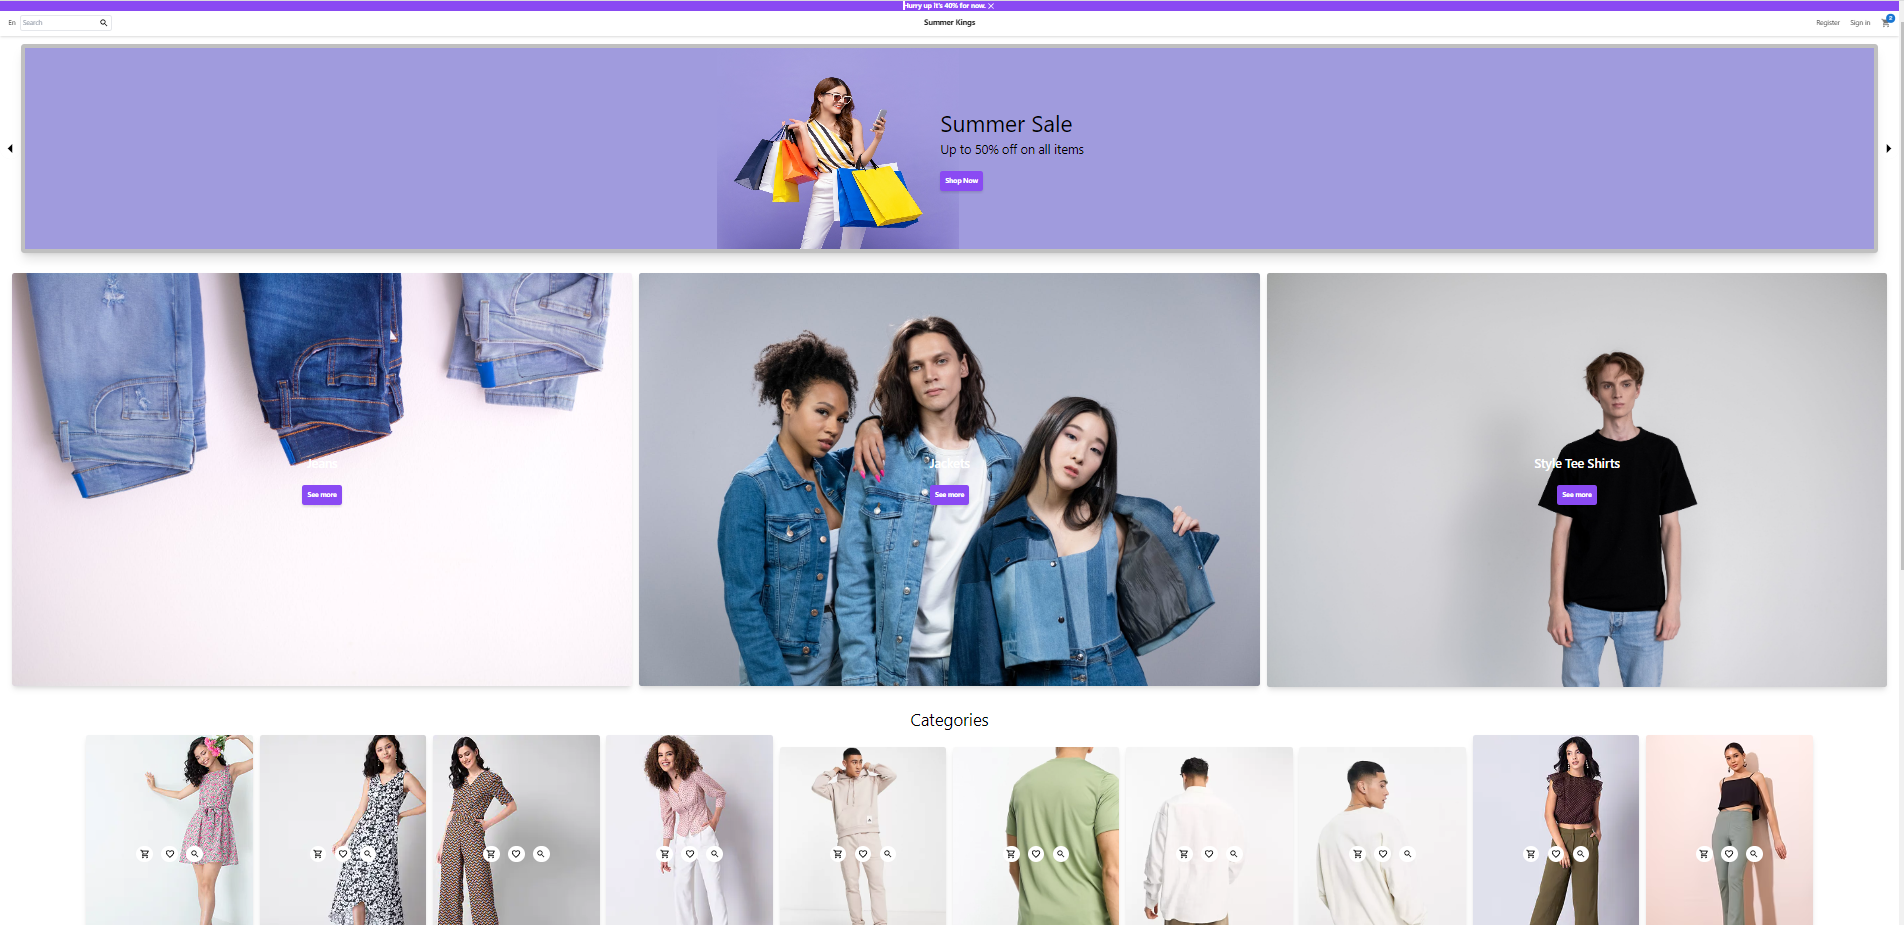 Hurry up it's 40% for now.
En
Search
Summer Kings
Register
Sign in
2
Summer Sale
Up to 50% off on all items
Shop Now
Jeans
See more
Jackets
See more
Style Tee Shirts
See more
Categories